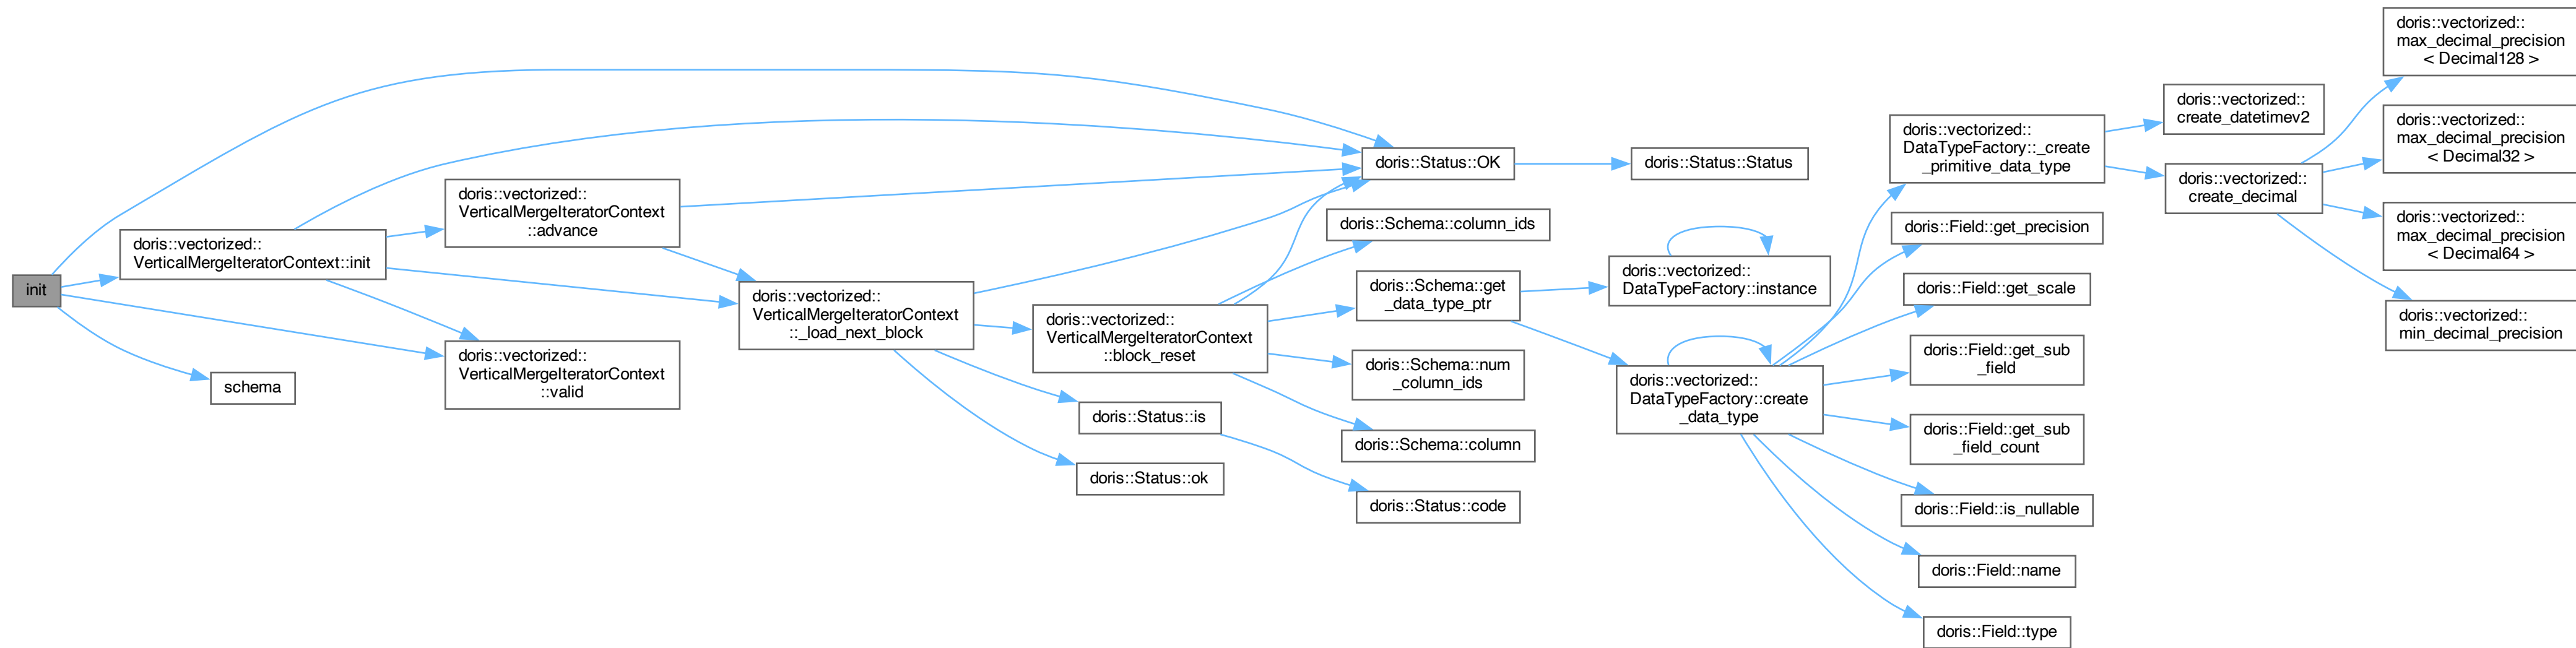 init
doris::vectorized::
VerticalMergeIteratorContext::init
schema
doris::vectorized::
VerticalMergeIteratorContext
::advance
doris::vectorized::
VerticalMergeIteratorContext
::valid
doris::vectorized::
VerticalMergeIteratorContext
::_load_next_block
doris::vectorized::
VerticalMergeIteratorContext
::block_reset
doris::Status::is
doris::Status::ok
doris::Status::OK
doris::Schema::column_ids
doris::Schema::get
_data_type_ptr
doris::Schema::num
_column_ids
doris::Schema::column
doris::Status::code
doris::Status::Status
doris::vectorized::
DataTypeFactory::instance
doris::vectorized::
DataTypeFactory::create
_data_type
doris::vectorized::
DataTypeFactory::_create
_primitive_data_type
doris::Field::get_precision
doris::Field::get_scale
doris::Field::get_sub
_field
doris::Field::get_sub
_field_count
doris::Field::is_nullable
doris::Field::name
doris::Field::type
doris::vectorized::
create_datetimev2
doris::vectorized::
create_decimal
doris::vectorized::
max_decimal_precision
< Decimal128 >
doris::vectorized::
max_decimal_precision
< Decimal32 >
doris::vectorized::
max_decimal_precision
< Decimal64 >
doris::vectorized::
min_decimal_precision